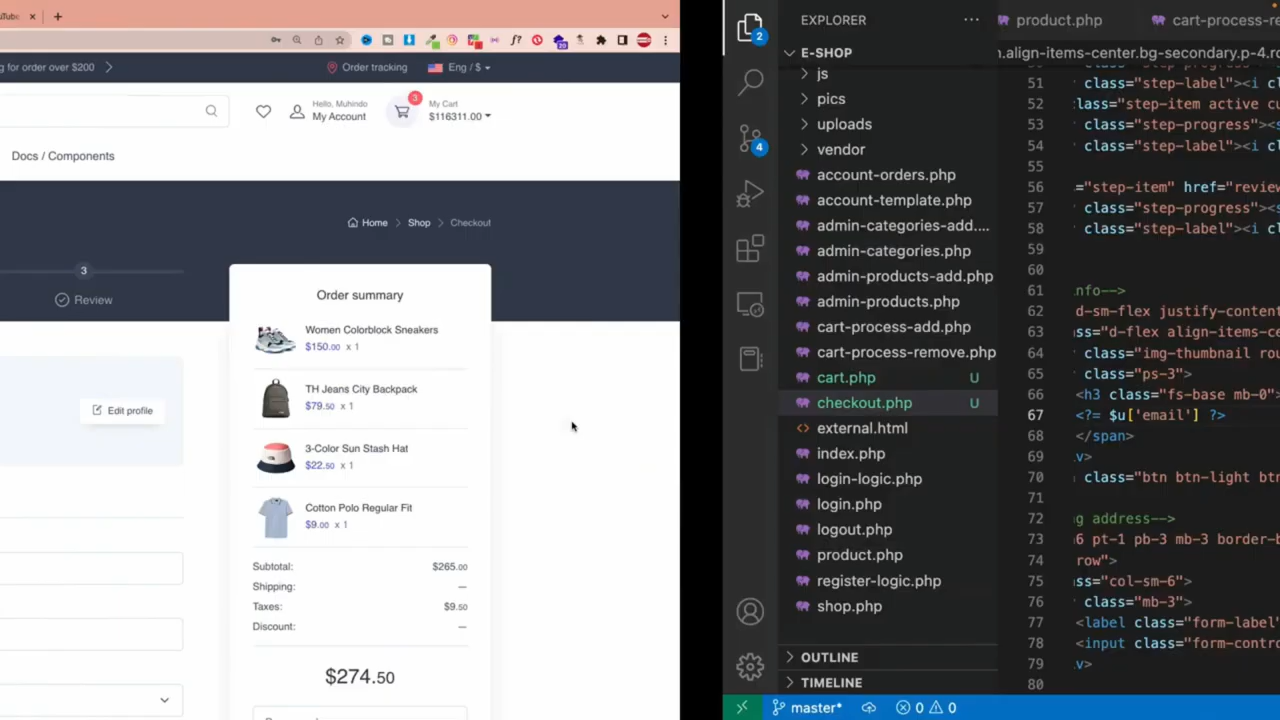 g for order over $200
Order tracking
Eng / $
3
Hello, Muhindo
My Account
My Cart
$116311.00
Docs / Components
Home
Shop
Checkout
3
Review
Edit profile
Order summary
Women Colorblock Sneakers
$150.00 x 1
TH Jeans City Backpack
$79.50 x 1
3-Color Sun Stash Hat
$22.50 x 1
Cotton Polo Regular Fit
$9.00 x 1
Subtotal: $265.00
Shipping: —
Taxes: $9.50
Discount: —
$274.50
2
4
EXPLORER
E-SHOP
js
pics
uploads
vendor
account-orders.php
account-template.php
admin-categories-add....
admin-categories.php
admin-products-add.php
admin-products.php
cart-process-add.php
cart-process-remove.php
cart.php U
checkout.php U
external.html
index.php
login-logic.php
login.php
logout.php
product.php
register-logic.php
shop.php
OUTLINE
TIMELINE
master* 0 0
product.php cart-process-re
n.align-items-center.bg-secondary.p-4.ro
51 class="step-label"><i cl
52 class="step-item active cu
53 class="step-progress"><s
54 class="step-label"><i cl
55
56 ="step-item" href="review
57 class="step-progress"><s
58 class="step-label"><i cl
59
60
61 info-->
62 d-sm-flex justify-content
63 ass="d-flex align-items-ce
64 class="img-thumbnail rou
65 class="ps-3">
66 <h3 class="fs-base mb-0">
67 <?= $u['email'] ?>
68 </span>
69 v>
70 class="btn btn-light btn
71
72 g address-->
73 h6 pt-1 pb-3 mb-3 border-b
74 row">
75 ss="col-sm-6">
76 class="mb-3">
77 <label class="form-label"
78 <input class="form-contro
79 v>
80